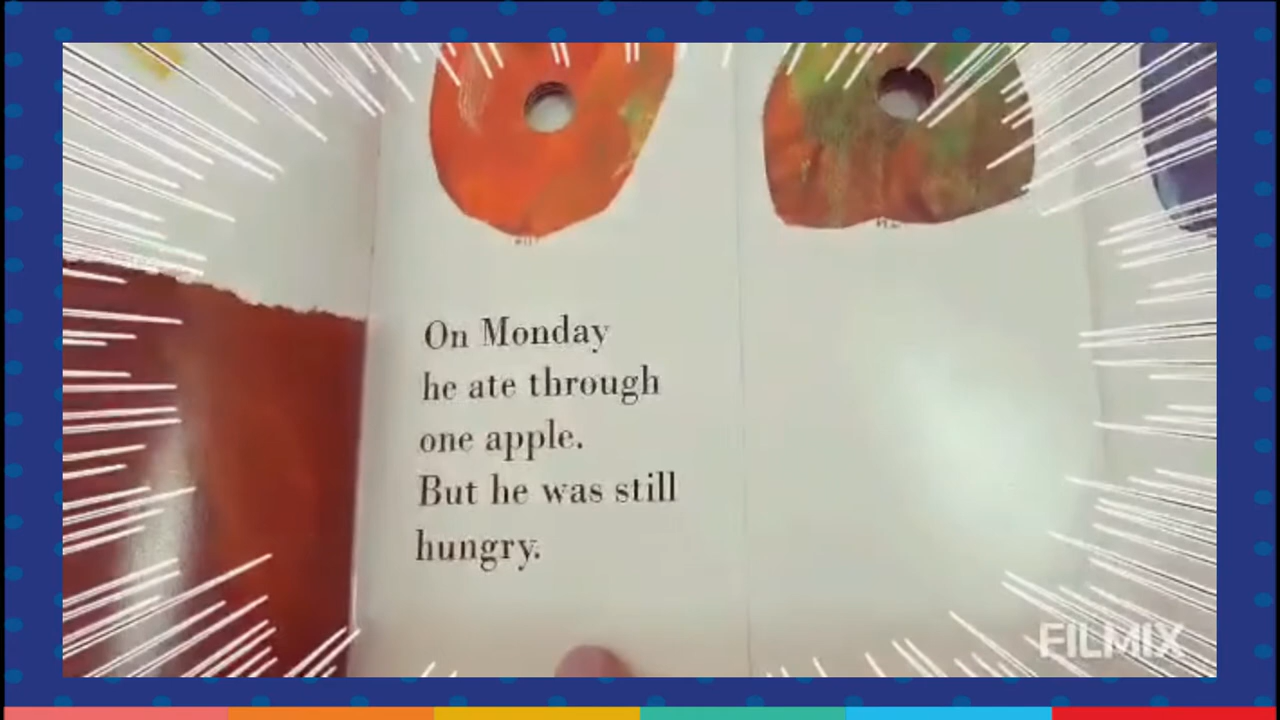 On Monday
he ate through
one apple.
But he was still
hungry.
FILMIX